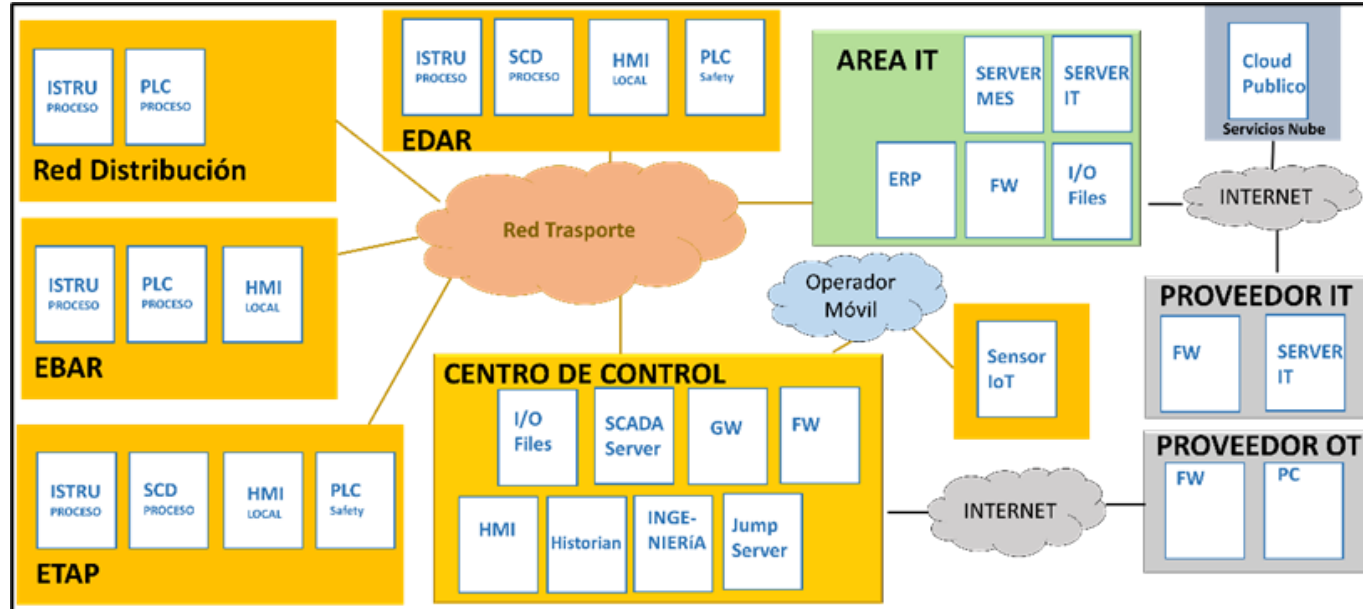 ISTRU
PROCESO
PLC
PROCESO
Red Distribución
ISTRU
PROCESO
SCD
PROCESO
HMI
LOCAL
PLC
Safety
EDAR
AREA IT
SERVER
MES
SERVER
IT
ERP
FW
I/O
Files
Cloud
Publico
Servicios Nube
INTERNET
Red Trasporte
ISTRU
PROCESO
PLC
PROCESO
HMI
LOCAL
EBAR
Operador
Móvil
Sensor
IoT
PROVEEDOR IT
FW
SERVER
IT
CENTRO DE CONTROL
I/O
Files
SCADA
Server
GW
FW
HMI
Historian
INGE-
NIERíA
Jump
Server
INTERNET
PROVEEDOR OT
FW
PC
ISTRU
PROCESO
SCD
PROCESO
HMI
LOCAL
PLC
Safety
ETAP